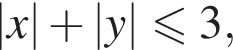 |x| + |y| ⩽ 3,